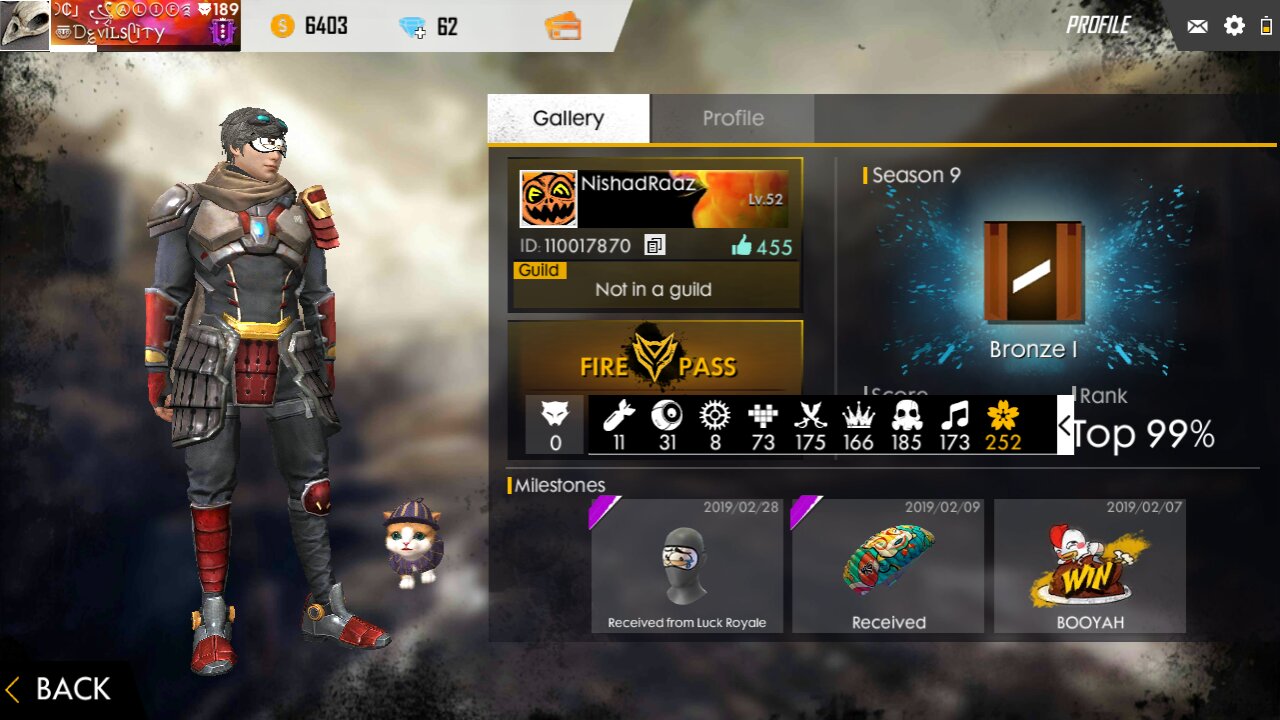 189
DevilsCity
6403
62
PROFILE
Gallery
Profile
NishadRaaz
Lv.52
ID: 110017870
455
Guild
Not in a guild
FIRE PASS
0
11
31
8
73
175
166
185
173
252
Season 9
Bronze I
Score
Rank
Top 99%
Milestones
2019/02/28
Received from Luck Royale
2019/02/09
Received
2019/02/07
WIN
BOOYAH
BACK